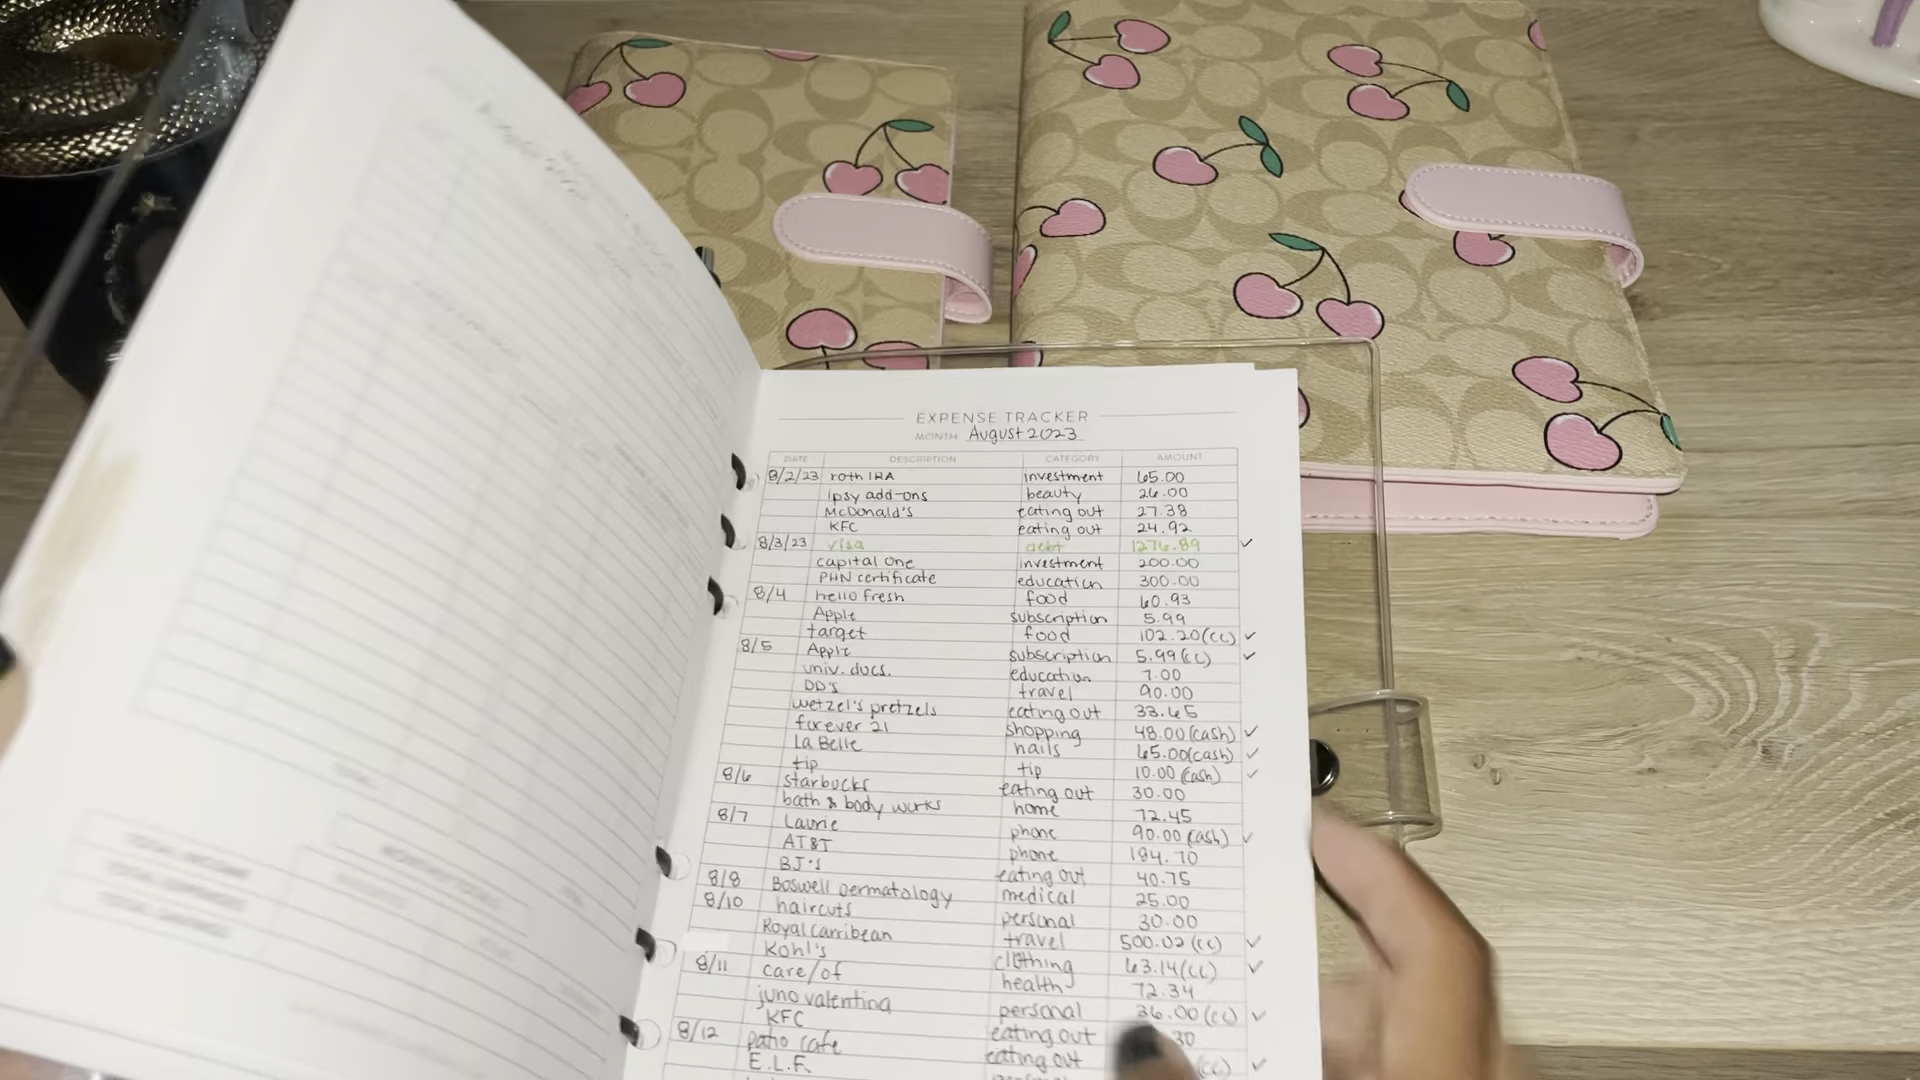 EXPENSE TRACKER
MONTH August 2023
DATE DESCRIPTION CATEGORY AMOUNT
8/2/23 roth IRA investment 65.00
ipsy add-ons beauty 26.00
McDonald's eating out 27.38
KFC eating out 24.92
8/3/23 visa debt 1276.89 ✓
capital one investment 200.00
PHN certificate education 300.00
8/4 hello fresh food 60.93
Apple subscription 5.99
target food 102.20(cc) ✓
8/5 Apple subscription 5.99(cc) ✓
univ. docs. education 7.00
DD's travel 90.00
wetzel's pretzels eating out 33.65
forever 21 shopping 48.00(cash) ✓
La Belle nails 65.00(cash) ✓
tip tip 10.00 (cash) ✓
8/6 starbucks eating out 30.00
bath & body works home 72.45
8/7 Laurie phone 90.00 (cash) ✓
AT&T phone 184.70
BJ's eating out 40.75
8/8 Boswell Dermatology medical 25.00
8/10 haircuts personal 30.00
Royal Carribean travel 500.02 (cc) ✓
Kohl's clothing 63.14(cc) ✓
8/11 care/of health 72.34
juno valentina personal 36.00 (cc) ✓
KFC eating out 30
8/12 patio cafe eating out (cc) ✓
E.L.F.